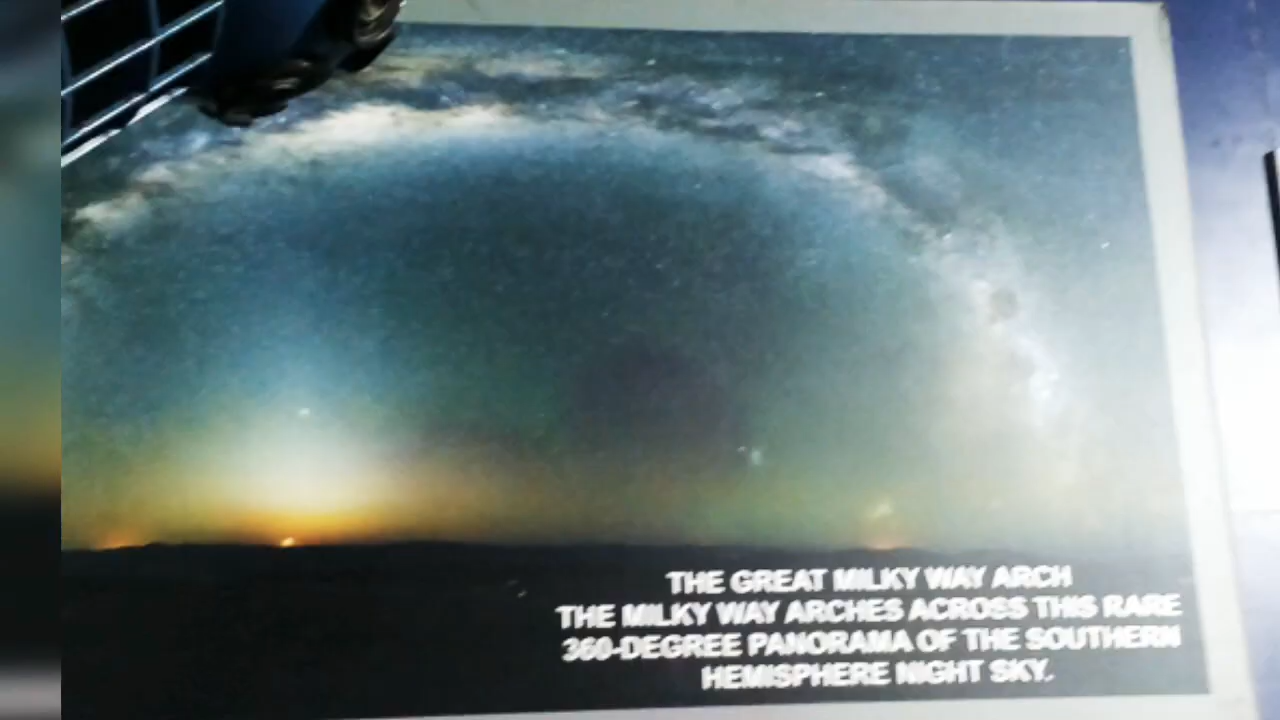 THE GREAT MILKY WAY ARCH
THE MILKY WAY ARCHES ACROSS THIS RARE
360-DEGREE PANORAMA OF THE SOUTHERN
HEMISPHERE NIGHT SKY.